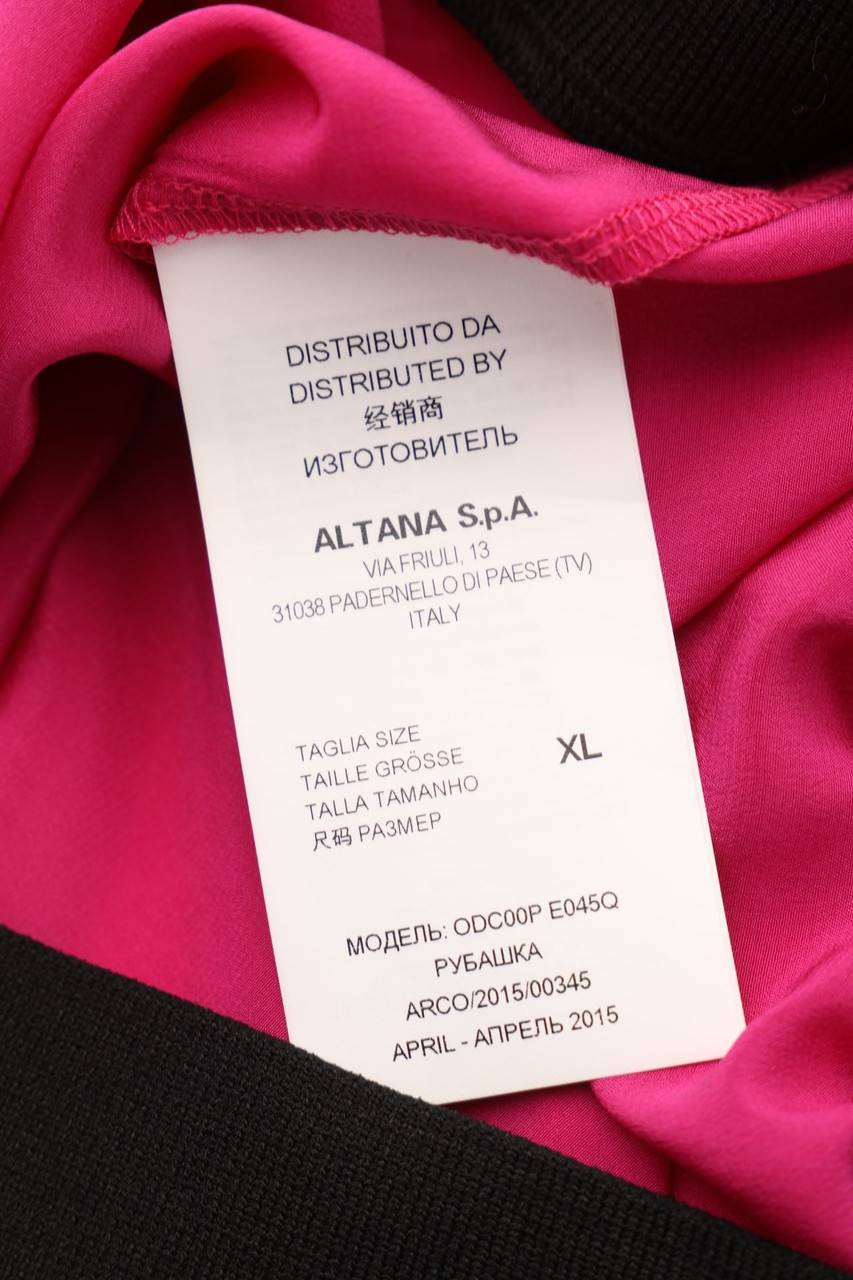 DISTRIBUITO DA
DISTRIBUTED BY
经销商
ИЗГОТОВИТЕЛЬ
ALTANA S.p.A.
VIA FRIULI, 13
31038 PADERNELLO DI PAESE (TV)
ITALY
TAGLIA SIZE
TAILLE GRÖSSE
XL
TALLA TAMANHO
尺码 РАЗМЕР
МОДЕЛЬ: ODC00P E045Q
РУБАШКА
ARCO/2015/00345
APRIL - АПРЕЛЬ 2015